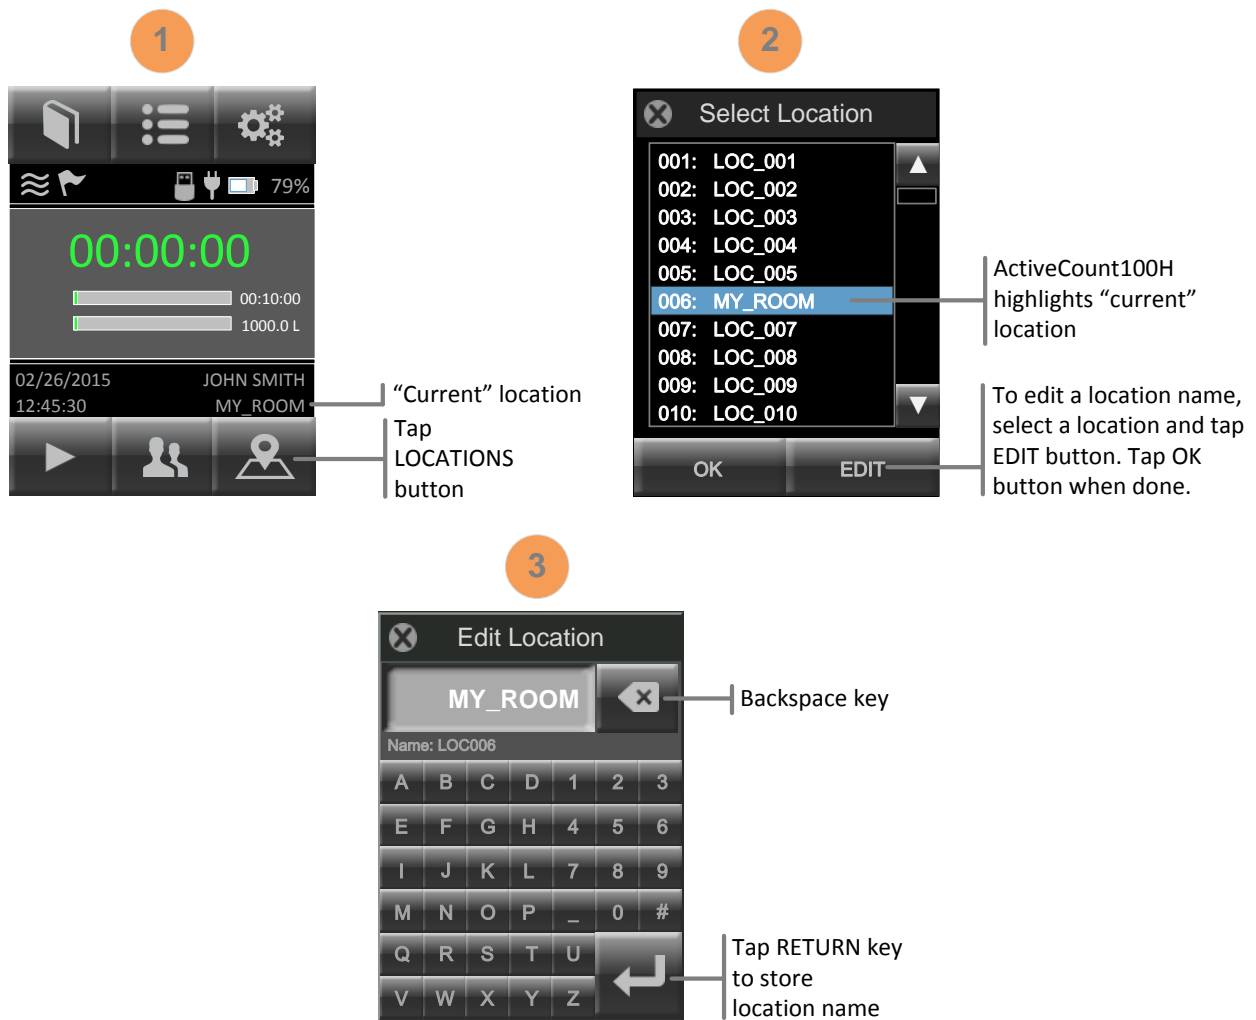 1
79%
00:00:00
00:10:00
1000.0 L
02/26/2015 JOHN SMITH
12:45:30 MY_ROOM
"Current" location
Tap
LOCATIONS
button
2
Select Location
001: LOC_001
002: LOC_002
003: LOC_003
004: LOC_004
005: LOC_005
006: MY_ROOM
007: LOC_007
008: LOC_008
009: LOC_009
010: LOC_010
OK EDIT
ActiveCount100H
highlights “current”
location
To edit a location name,
select a location and tap
EDIT button. Tap OK
button when done.
3
Edit Location
MY_ROOM
Name: LOC006
A B C D 1 2 3
E F G H 4 5 6
I J K L 7 8 9
M N O P _ 0 #
Q R S T U
V W X Y Z
Backspace key
Tap RETURN key
to store
location name